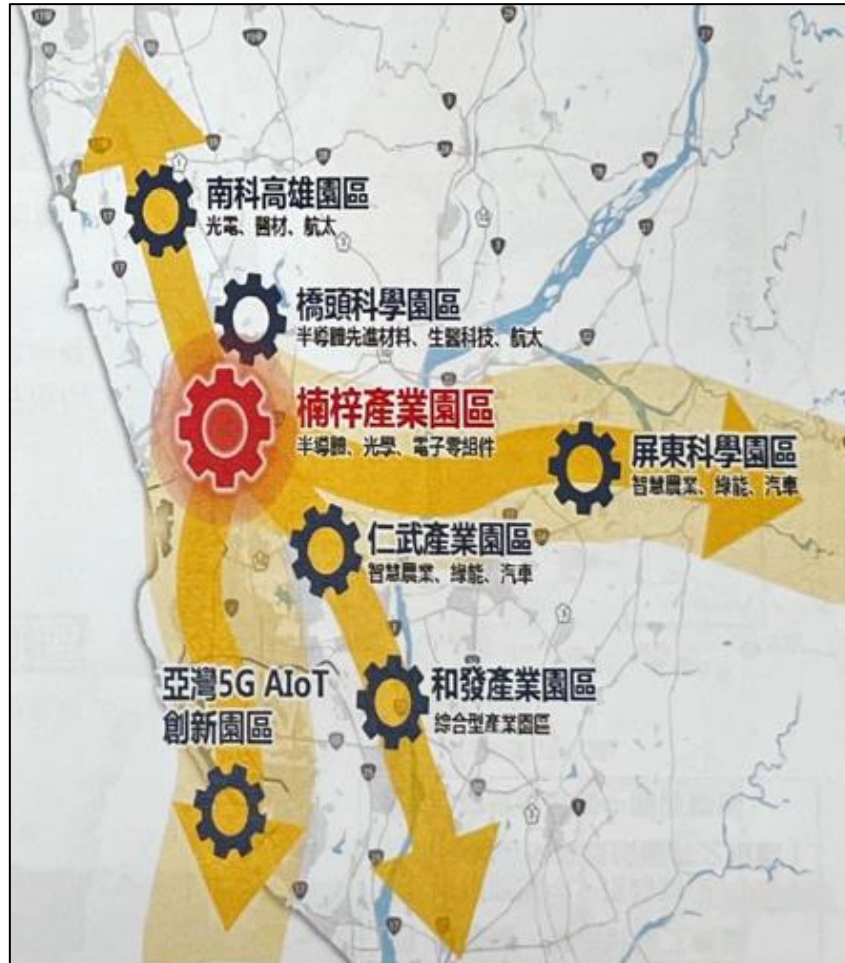 南科高雄園區
光電、醫材、航太
橋頭科學園區
半導體先進材料、生醫科技、航太
楠梓產業園區
半導體、光學、電子零組件
屏東科學園區
智慧農業、綠能、汽車
仁武產業園區
智慧農業、綠能、汽車
亞灣5G AIoT
創新園區
和發產業園區
綜合型產業園區